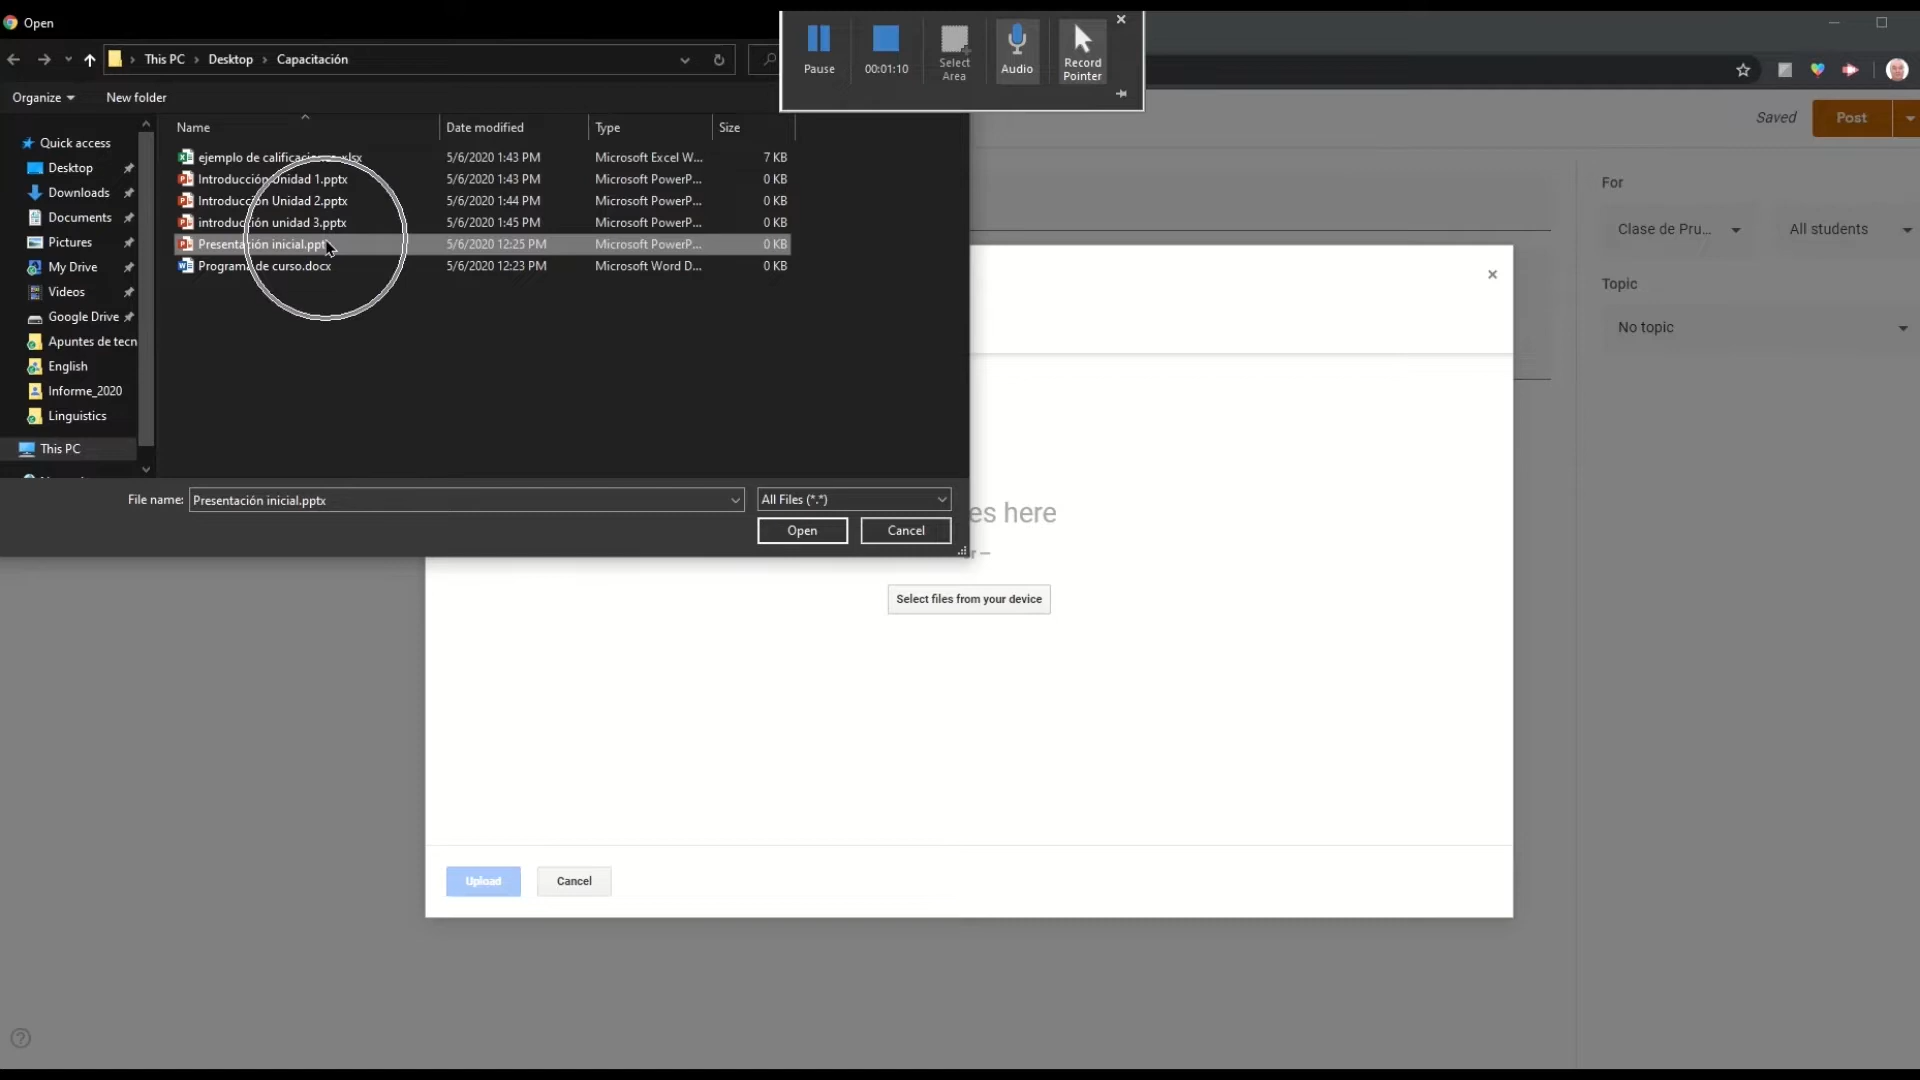 Open
This PC > Desktop > Capacitación
Organize
New folder
Pause
00:01:10
Select
Area
Audio
Record
Pointer
Saved
Post
Name
Date modified
Type
Size
ejemplo de xlsx 5/6/2020 1:43 PM Microsoft Excel W... 7 KB
Introducción Unidad 1.pptx 5/6/2020 1:43 PM Microsoft PowerP... 0 KB
Introducción Unidad 2.pptx 5/6/2020 1:44 PM Microsoft PowerP... 0 KB
introducción unidad 3.pptx 5/6/2020 1:45 PM Microsoft PowerP... 0 KB
Presentación inicial.pptx 5/6/2020 12:25 PM Microsoft PowerP... 0 KB
Programa de curso.docx 5/6/2020 12:23 PM Microsoft Word D... 0 KB
Quick access
Desktop
Downloads
Documents
Pictures
My Drive
Videos
Google Drive
Apuntes de tecn
English
Informe_2020
Linguistics
This PC
File name: Presentación inicial.pptx
All Files (*.*)
Open
Cancel
For
Clase de Pru...
All students
Topic
No topic
es here
r —
Select files from your device
Upload
Cancel